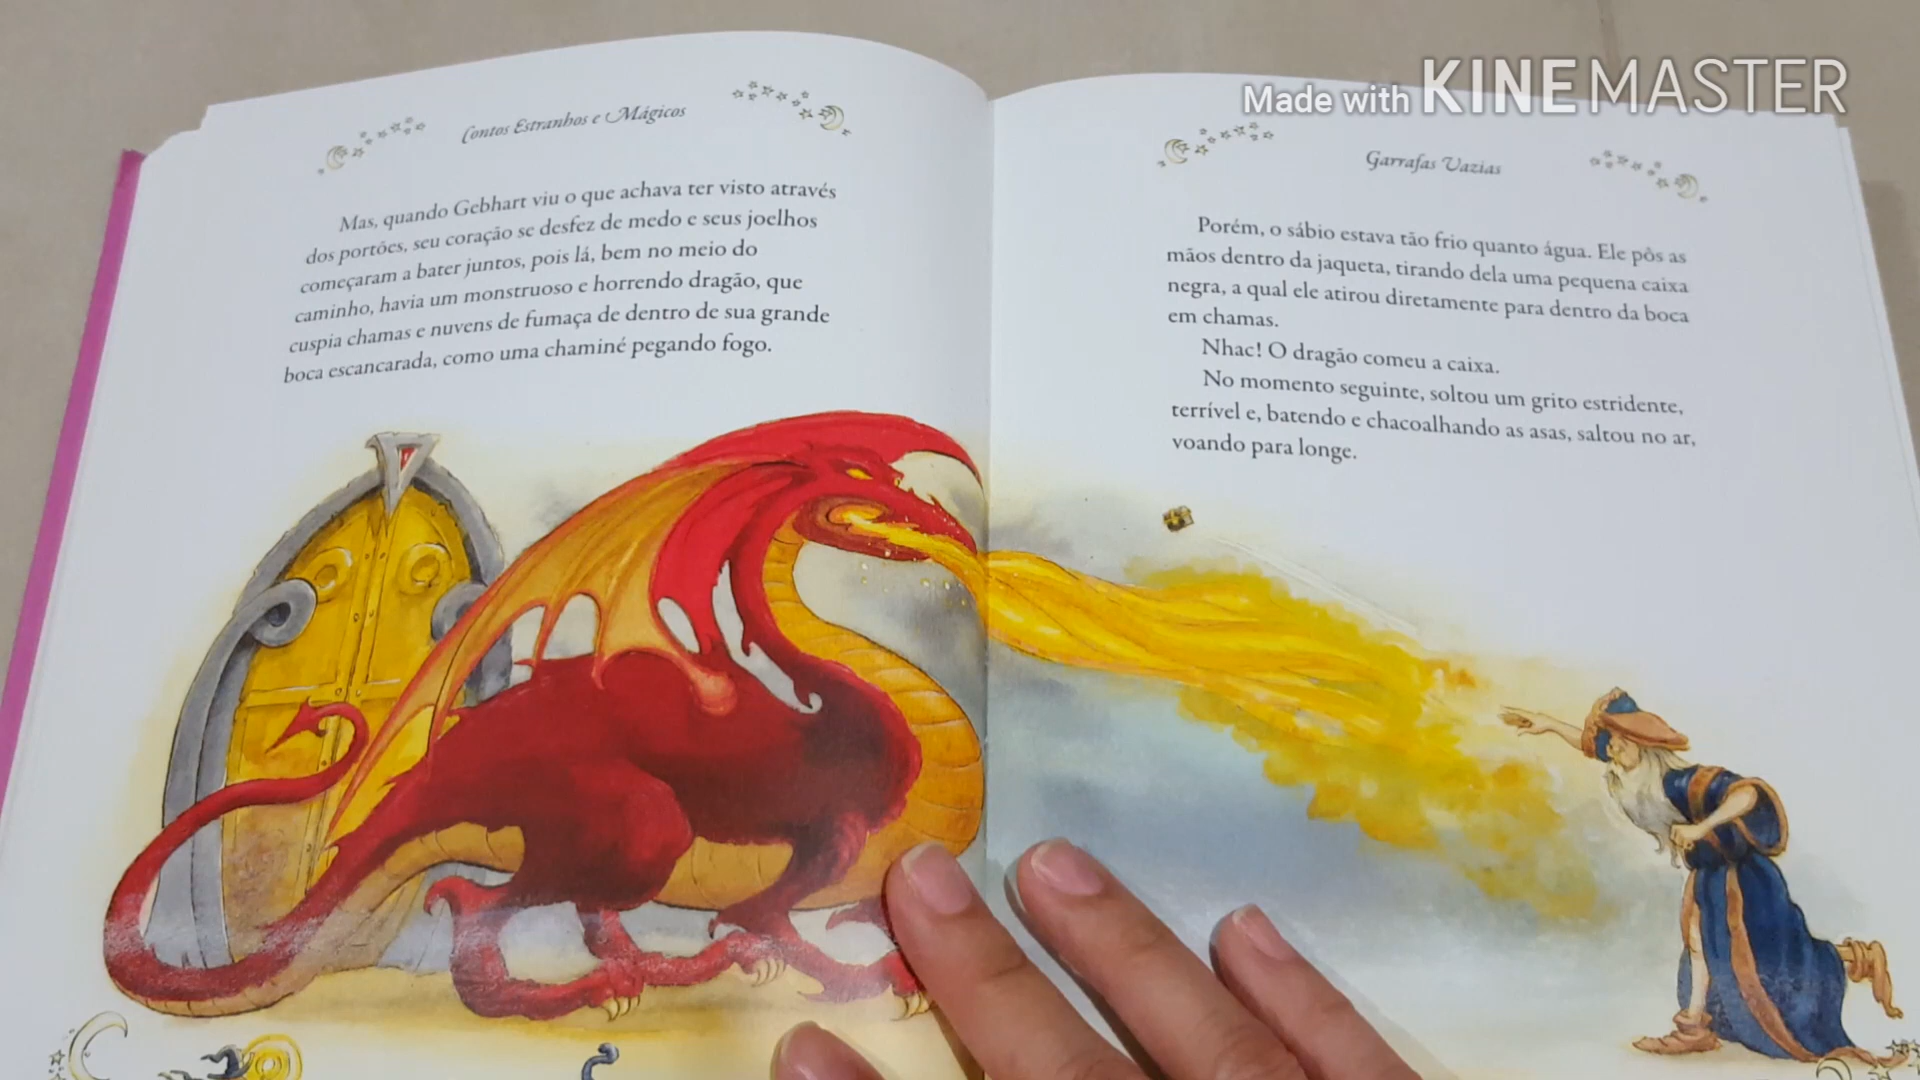 Made with KINEMASTER
Contos Estranhos e Mágicos
Mas, quando Gebhart viu o que achava ter visto através
dos portões, seu coração se desfez de medo e seus joelhos
começaram a bater juntos, pois lá, bem no meio do
caminho, havia um monstruoso e horrendo dragão, que
cuspia chamas e nuvens de fumaça de dentro de sua grande
boca escancarada, como uma chaminé pegando fogo.
Garrafas Vazias
Porém, o sábio estava tão frio quanto água. Ele pôs as
mãos dentro da jaqueta, tirando dela uma pequena caixa
negra, a qual ele atirou diretamente para dentro da boca
em chamas.
Nhac! O dragão comeu a caixa.
No momento seguinte, soltou um grito estridente,
terrível e, batendo e chacoalhando as asas, saltou no ar,
voando para longe.